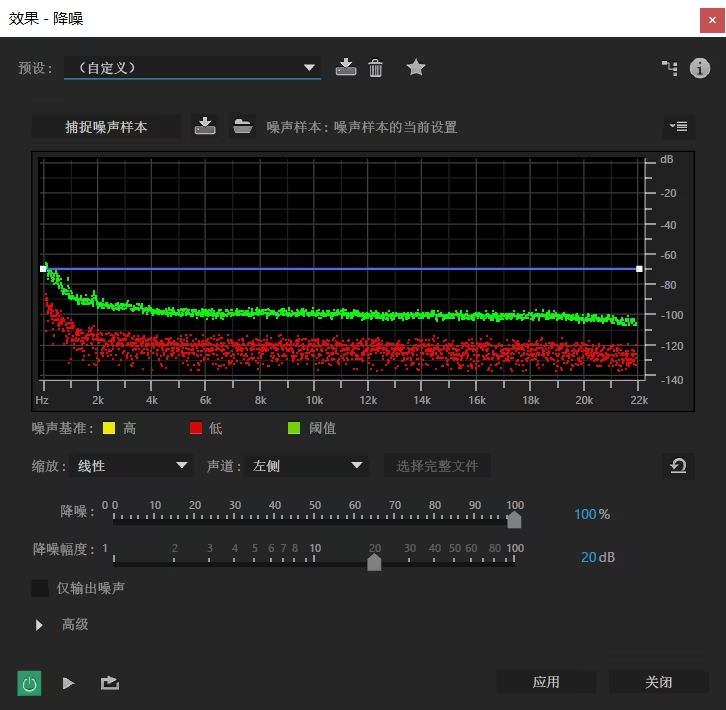 效果 - 降噪
预设： （自定义）
捕捉噪声样本 噪声样本：噪声样本的当前设置
dB
-20
-40
-60
-80
-100
-120
-140
Hz 2k 4k 6k 8k 10k 12k 14k 16k 18k 20k 22k
噪声基准： 高 低 阈值
缩放：线性 声道：左侧 选择完整文件
0 0 10 20 30 40 50 60 70 80 90 100
降噪： 100 %
降噪幅度： 1 2 3 4 5 6 7 8 10 20 30 40 50 60 80 100
20 dB
仅输出噪声
高级
应用 关闭